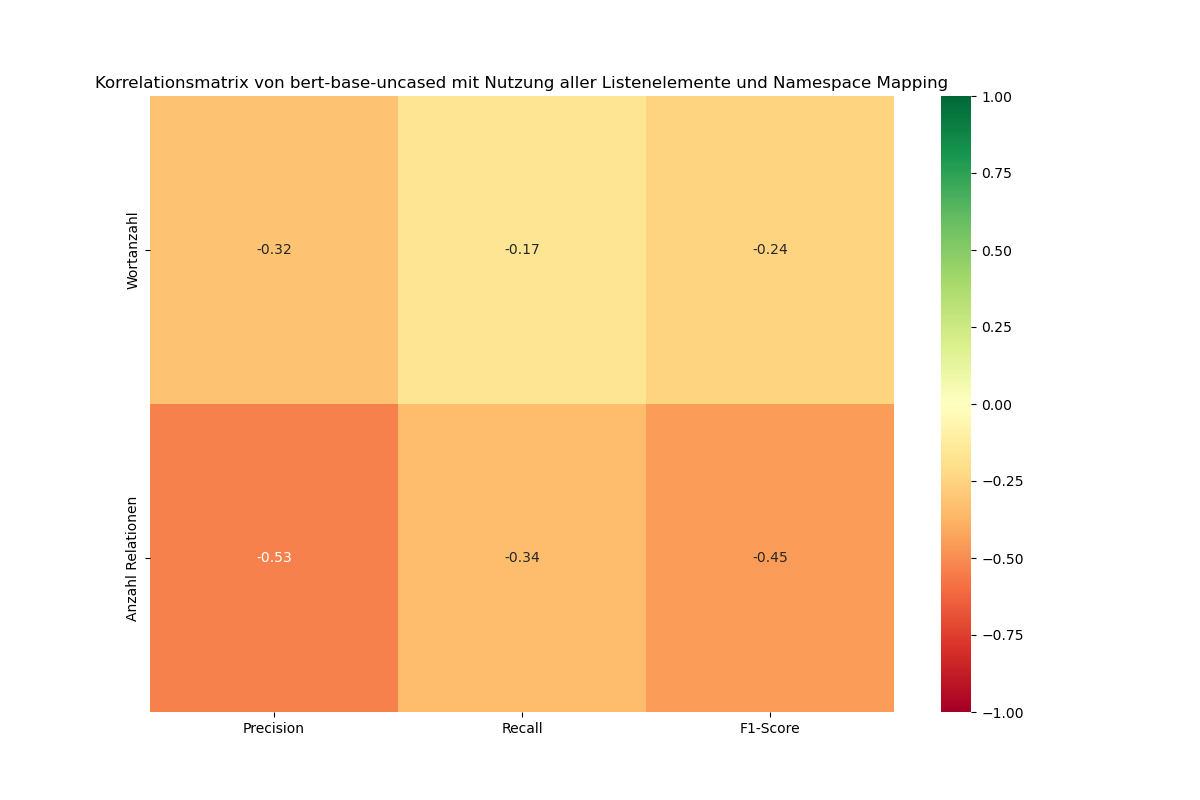 Korrelationsmatrix von bert-base-uncased mit Nutzung aller Listenelemente und Namespace Mapping
Wortanzahl
-0.32
-0.17
-0.24
Anzahl Relationen
-0.53
-0.34
-0.45
Precision
Recall
F1-Score
1.00
0.75
0.50
0.25
0.00
−0.25
−0.50
−0.75
−1.00